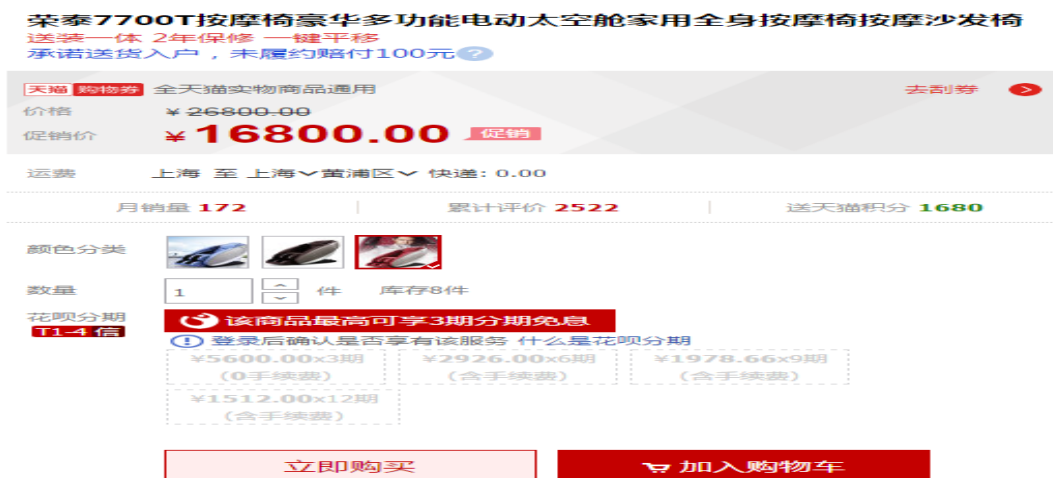 荣泰7700T按摩椅豪华多功能电动太空舱家用全身按摩椅按摩沙发椅
送装一体 2年保修 一键平移
承诺送货入户，未履约赔付100元 ?
天猫 购物券 全天猫实物商品通用 去刮券 >
价格 ¥26800.00
促销价 ¥16800.00 促销
运费 上海 至 上海 黄浦区 快递: 0.00
月销量 172 累计评价 2522 送天猫积分 1680
颜色分类
数量 1 件 库存8件
花呗分期 该商品最高可享3期分期免息
T1-4 信
登录后确认是否享有该服务 什么是花呗分期
¥5600.00x3期 ¥2926.00x6期 ¥1978.66x9期
(0手续费) (含手续费) (含手续费)
¥1512.00x12期
(含手续费)
立即购买 加入购物车